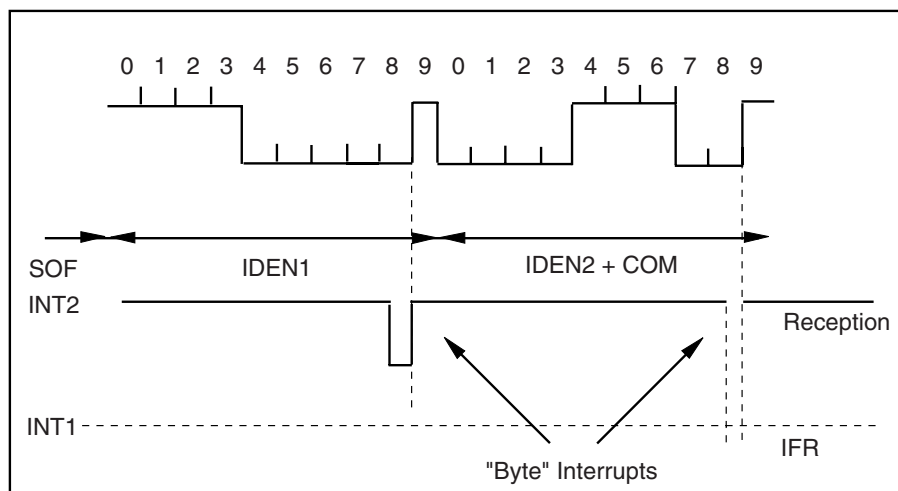 0 1 2 3 4 5 6 7 8 9 0 1 2 3 4 5 6 7 8 9
SOF IDEN1 IDEN2 + COM
INT2
Reception
INT1
IFR
"Byte" Interrupts